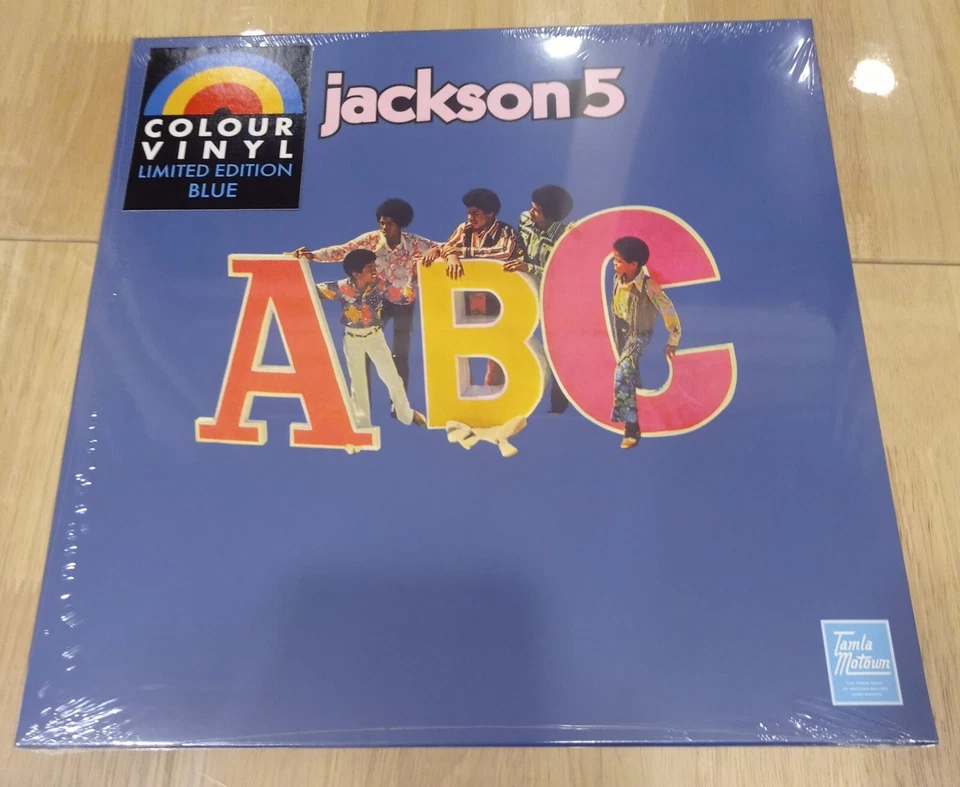 jackson 5
COLOUR
VINYL
LIMITED EDITION
BLUE
ABC
Tamla
Motown